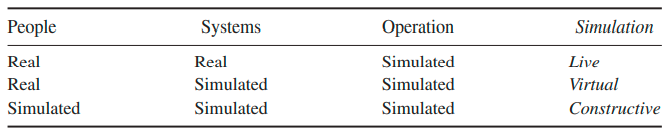 People Systems Operation Simulation
Real Real Simulated Live
Real Simulated Simulated Virtual
Simulated Simulated Simulated Constructive